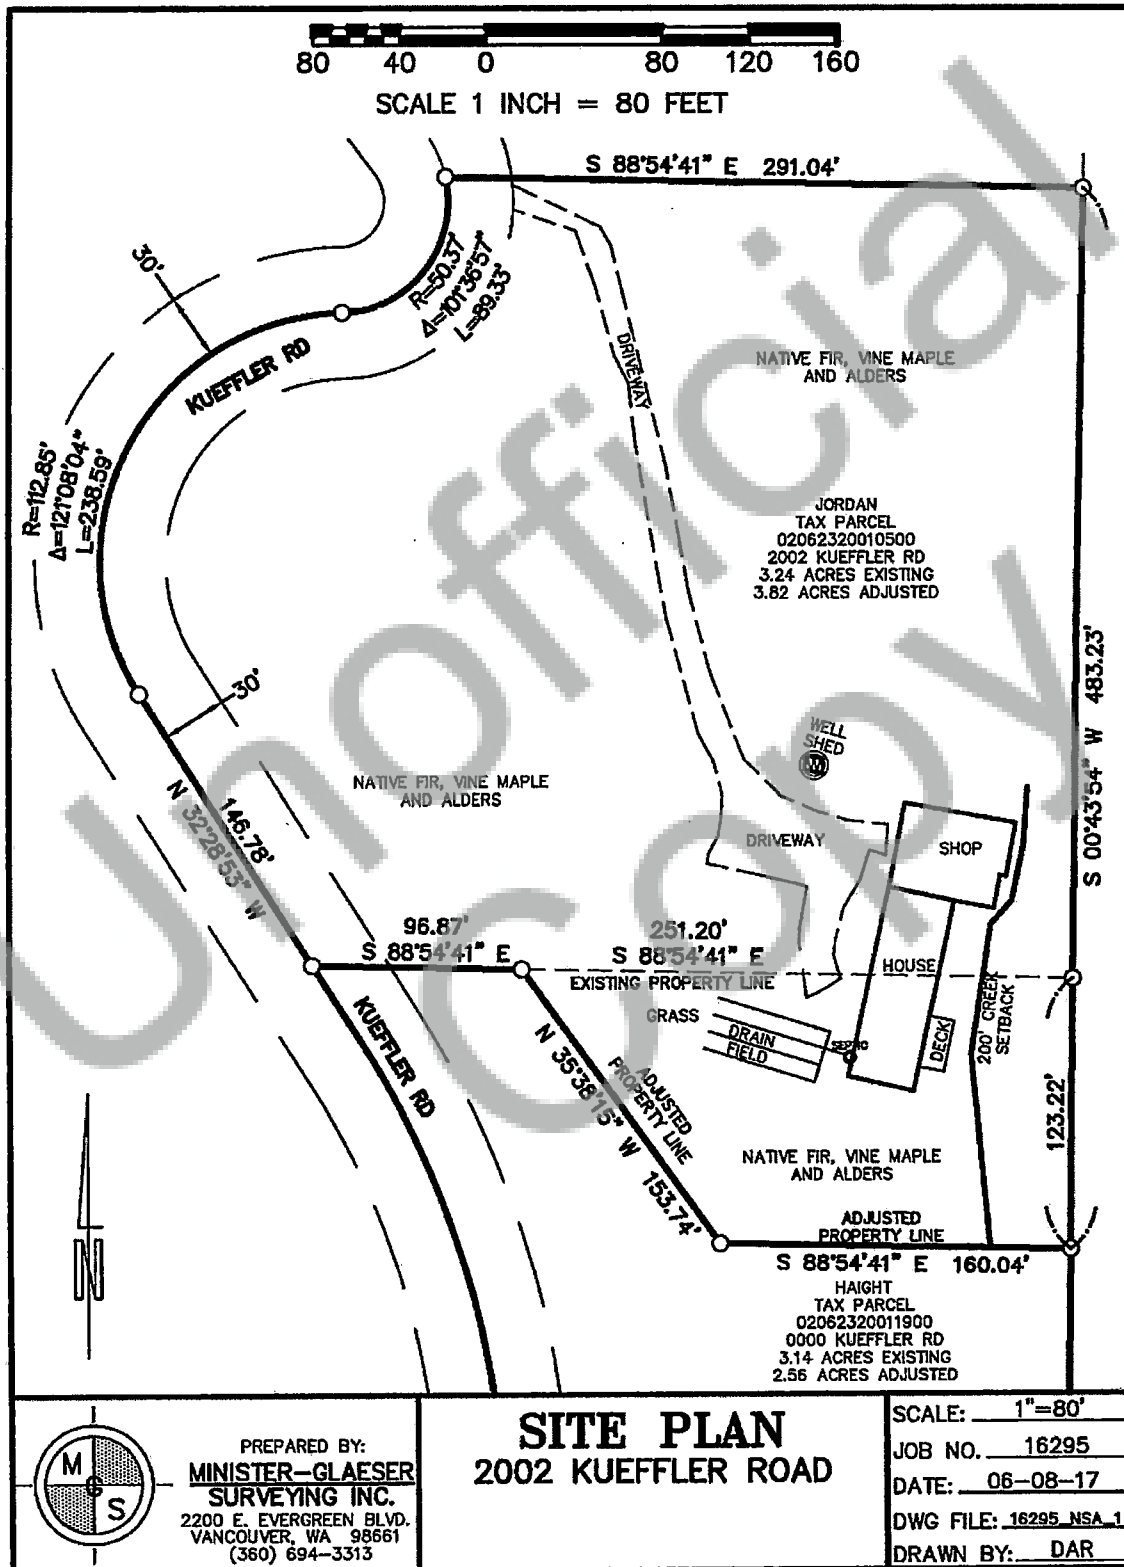 80 40 0 80 120 160
SCALE 1 INCH = 80 FEET
S 88°54'41" E 291.04'
30'
R=50.37'
Δ=101°36'57"
L=89.33'
KUEFFLER RD
DRIVEWAY
NATIVE FIR, VINE MAPLE
AND ALDERS
R=112.85'
Δ=121°08'04"
L=238.59'
JORDAN
TAX PARCEL
02062320010500
2002 KUEFFLER RD
3.24 ACRES EXISTING
3.82 ACRES ADJUSTED
S 00°43'54" W 483.23'
30'
WELL
SHED
W
NATIVE FIR, VINE MAPLE
AND ALDERS
146.78'
N 32°28'53" W
DRIVEWAY
SHOP
96.87'
S 88°54'41" E
251.20'
S 88°54'41" E
EXISTING PROPERTY LINE
HOUSE
200' CREEK
SETBACK
GRASS
DRAIN
FIELD
SEPTIC
DECK
KUEFFLER RD
N 35°38'15" W 153.74'
ADJUSTED
PROPERTY LINE
123.22'
NATIVE FIR, VINE MAPLE
AND ALDERS
ADJUSTED
PROPERTY LINE
S 88°54'41" E 160.04'
HAIGHT
TAX PARCEL
02062320011900
0000 KUEFFLER RD
3.14 ACRES EXISTING
2.56 ACRES ADJUSTED
N
Unofficial
Copy
M G S
PREPARED BY:
MINISTER-GLAESER
SURVEYING INC.
2200 E. EVERGREEN BLVD.
VANCOUVER, WA 98661
(360) 694-3313
SITE PLAN
2002 KUEFFLER ROAD
SCALE: 1"=80'
JOB NO. 16295
DATE: 06-08-17
DWG FILE: 16295_NSA_1
DRAWN BY: DAR